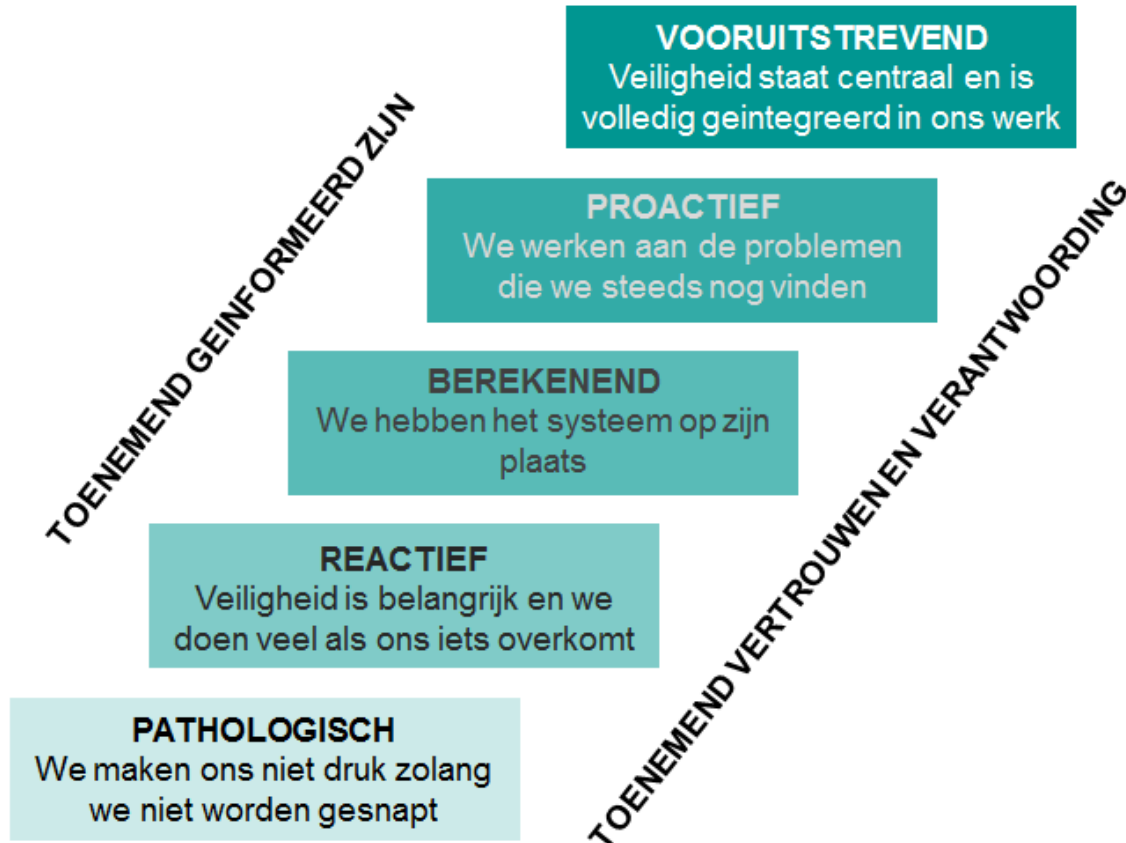 VOORUITSTREVEND
Veiligheid staat centraal en is
volledig geintegreerd in ons werk
TOENEMEND GEINFORMEERD ZIJN
PROACTIEF
We werken aan de problemen
die we steeds nog vinden
TOENEMEND VERTROUWEN EN VERANTWOORDING
BEREKENEND
We hebben het systeem op zijn
plaats
REACTIEF
Veiligheid is belangrijk en we
doen veel als ons iets overkomt
PATHOLOGISCH
We maken ons niet druk zolang
we niet worden gesnapt